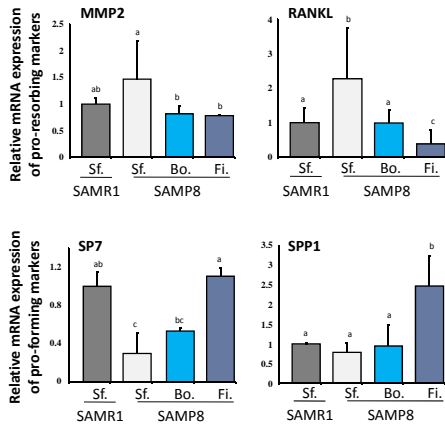 Relative mRNA expression
of pro-resorbing markers
MMP2
2.5
2
1.5
1
0.5
0
ab
a
b
b
Sf. Sf. Bo. Fi.
SAMR1 SAMP8
RANKL
4
3
2
1
0
a
b
a
c
Sf. Sf. Bo. Fi.
SAMR1 SAMP8
Relative mRNA expression
of pro-forming markers
SP7
1.2
0.8
0.4
0
ab
c
bc
a
Sf. Sf. Bo. Fi.
SAMR1 SAMP8
SPP1
3.5
3
2.5
2
1.5
1
0.5
0
a
a
a
b
Sf. Sf. Bo. Fi.
SAMR1 SAMP8